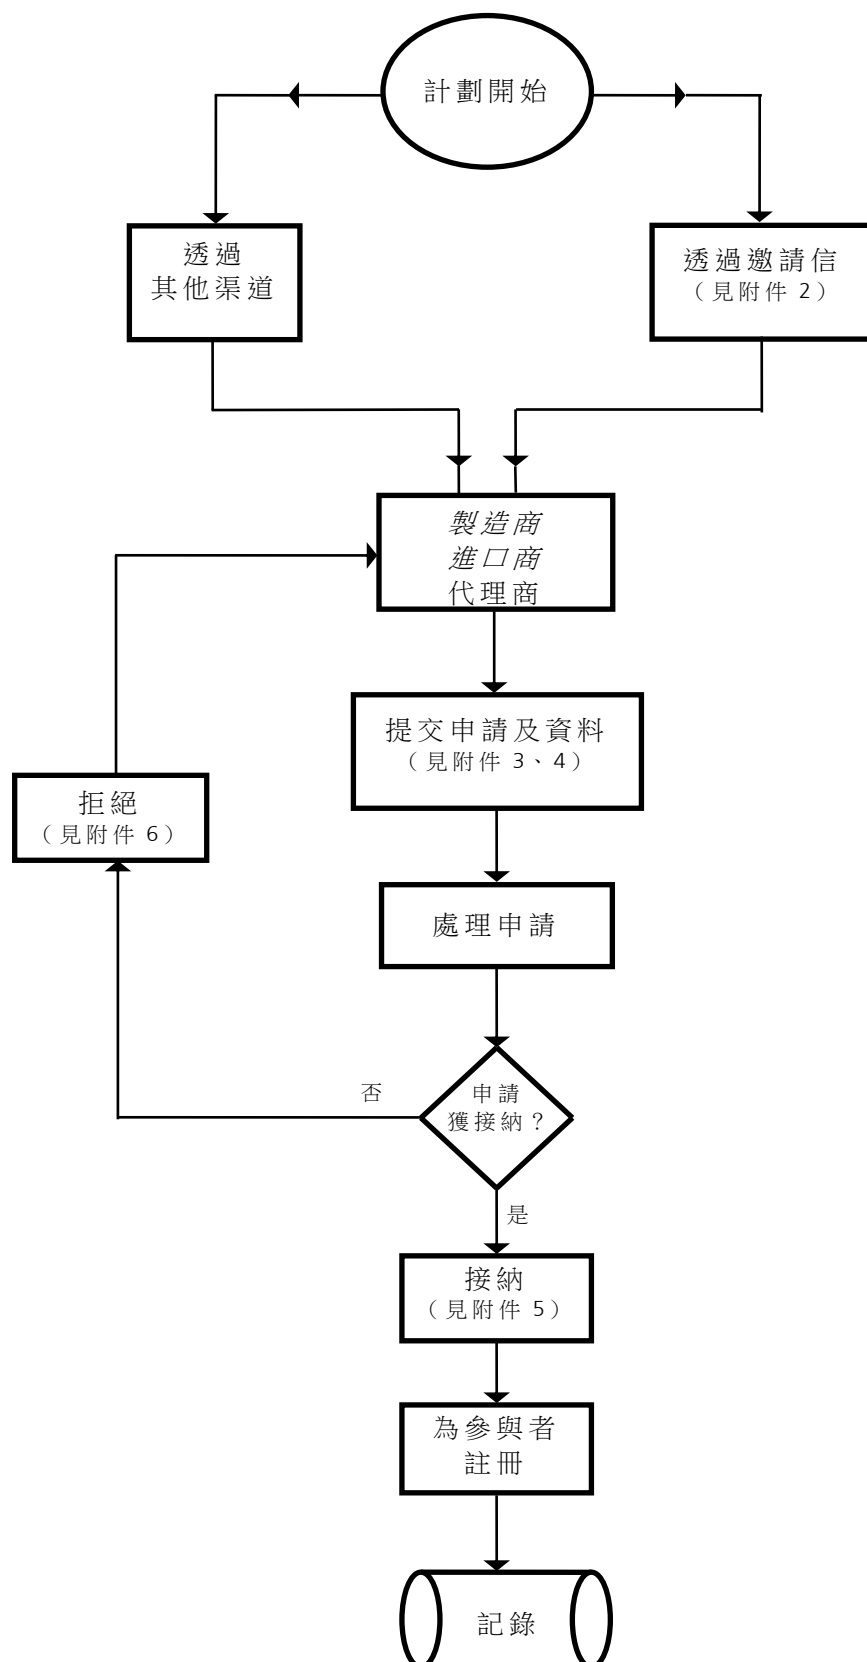 計劃開始
透過
其他渠道
透過邀請信
（見附件 2）
製造商
進口商
代理商
提交申請及資料
（見附件 3、4）
拒絕
（見附件 6）
處理申請
否
申請
獲接納？
是
接納
（見附件 5）
為參與者
註冊
記錄